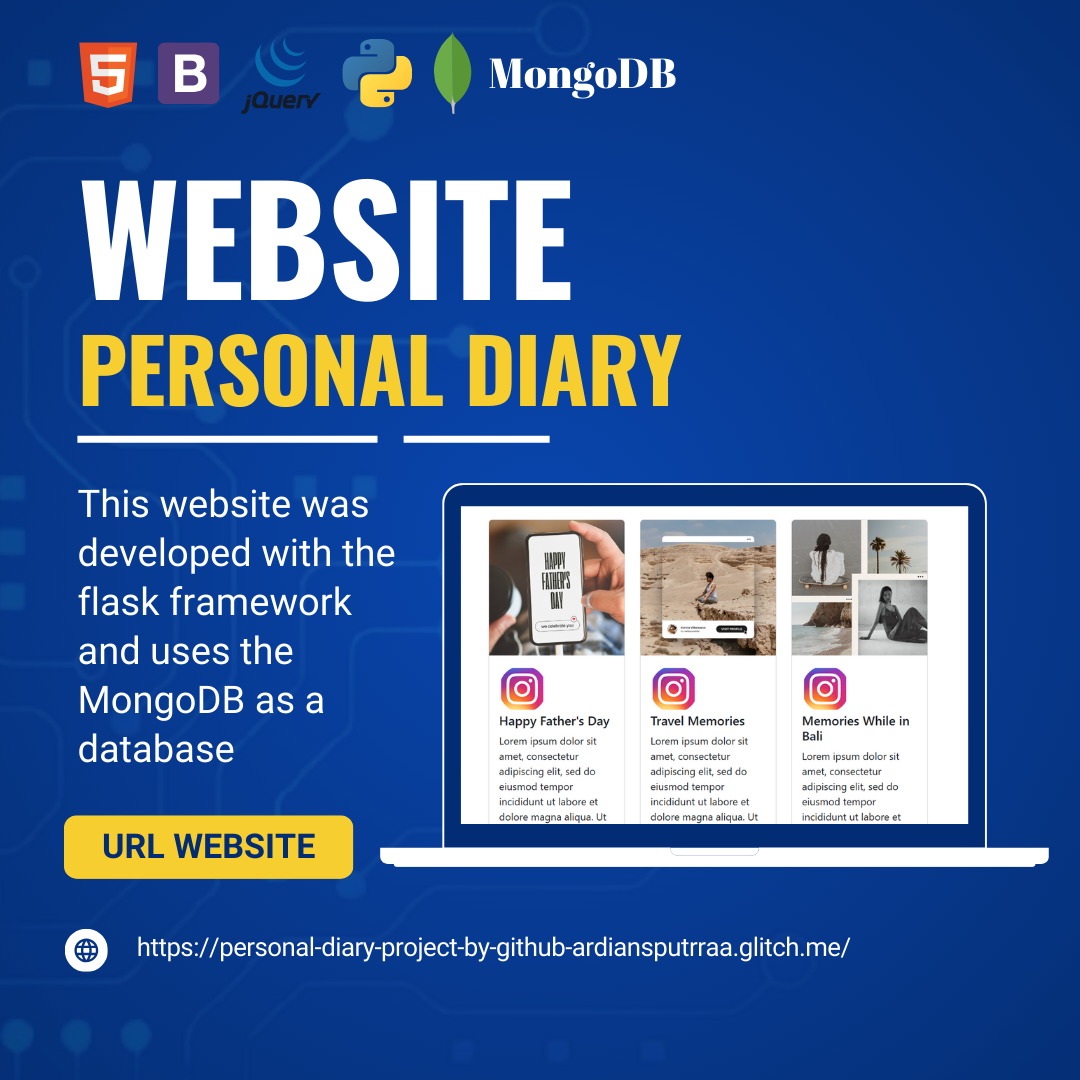 5
B
jQuery
MongoDB
WEBSITE
PERSONAL DIARY
This website was
developed with the
flask framework
and uses the
MongoDB as a
database
HAPPY
FATHER'S
DAY
we celebrate you!
VISIT PROFILE
Happy Father's Day
Lorem ipsum dolor sit
amet, consectetur
adipiscing elit, sed do
eiusmod tempor
incididunt ut labore et
dolore magna aliqua. Ut
Travel Memories
Lorem ipsum dolor sit
amet, consectetur
adipiscing elit, sed do
eiusmod tempor
incididunt ut labore et
dolore magna aliqua. Ut
Memories While in
Bali
Lorem ipsum dolor sit
amet, consectetur
adipiscing elit, sed do
eiusmod tempor
incididunt ut labore et
URL WEBSITE
https://personal-diary-project-by-github-ardiansputrraa.glitch.me/